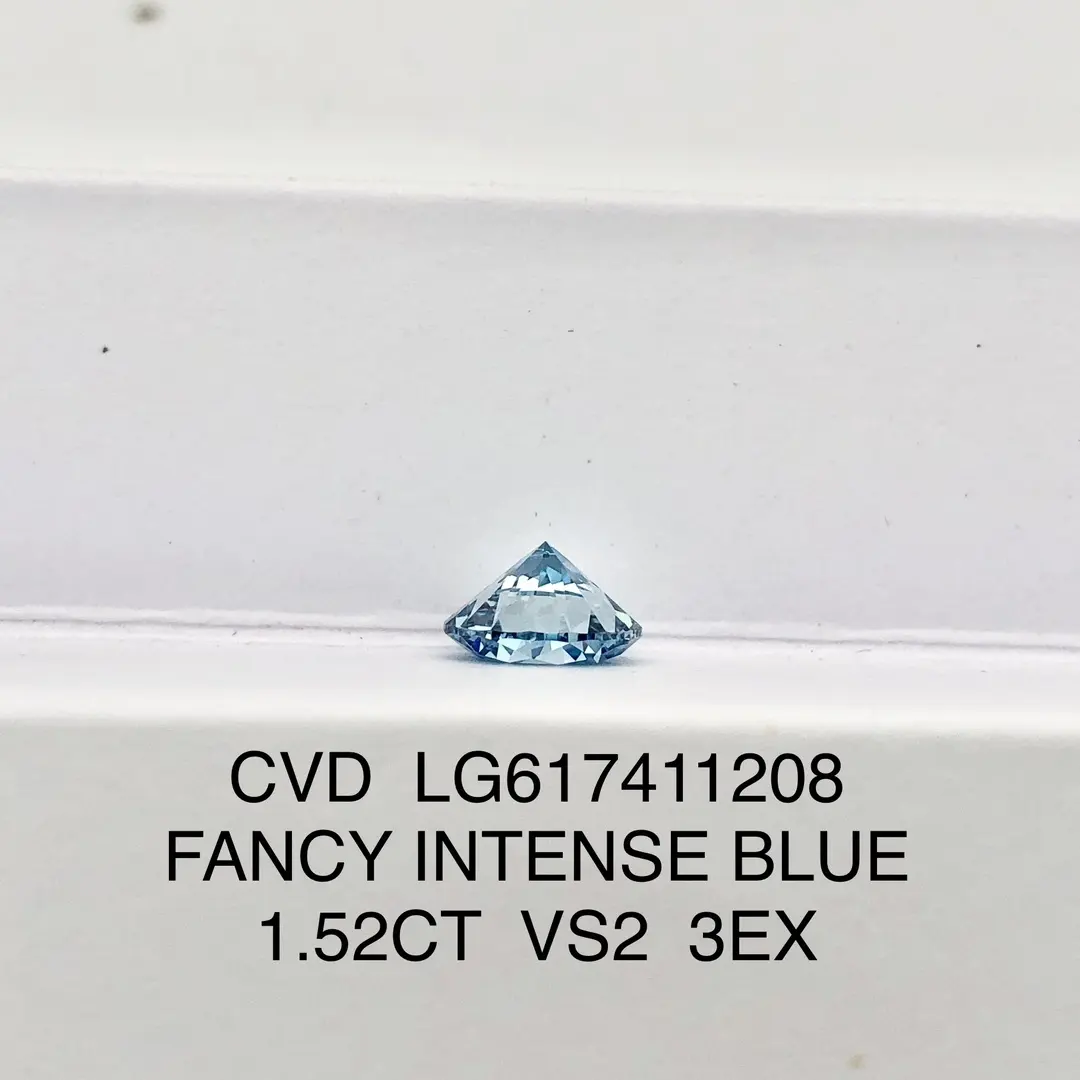 CVD LG617411208
FANCY INTENSE BLUE
1.52CT VS2 3EX